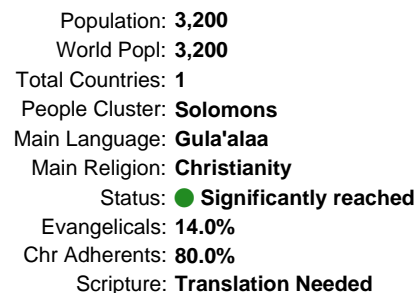 Population: 3,200
World Popl: 3,200
Total Countries: 1
People Cluster: Solomons
Main Language: Gula'alaa
Main Religion: Christianity
Status: Significantly reached
Evangelicals: 14.0%
Chr Adherents: 80.0%
Scripture: Translation Needed